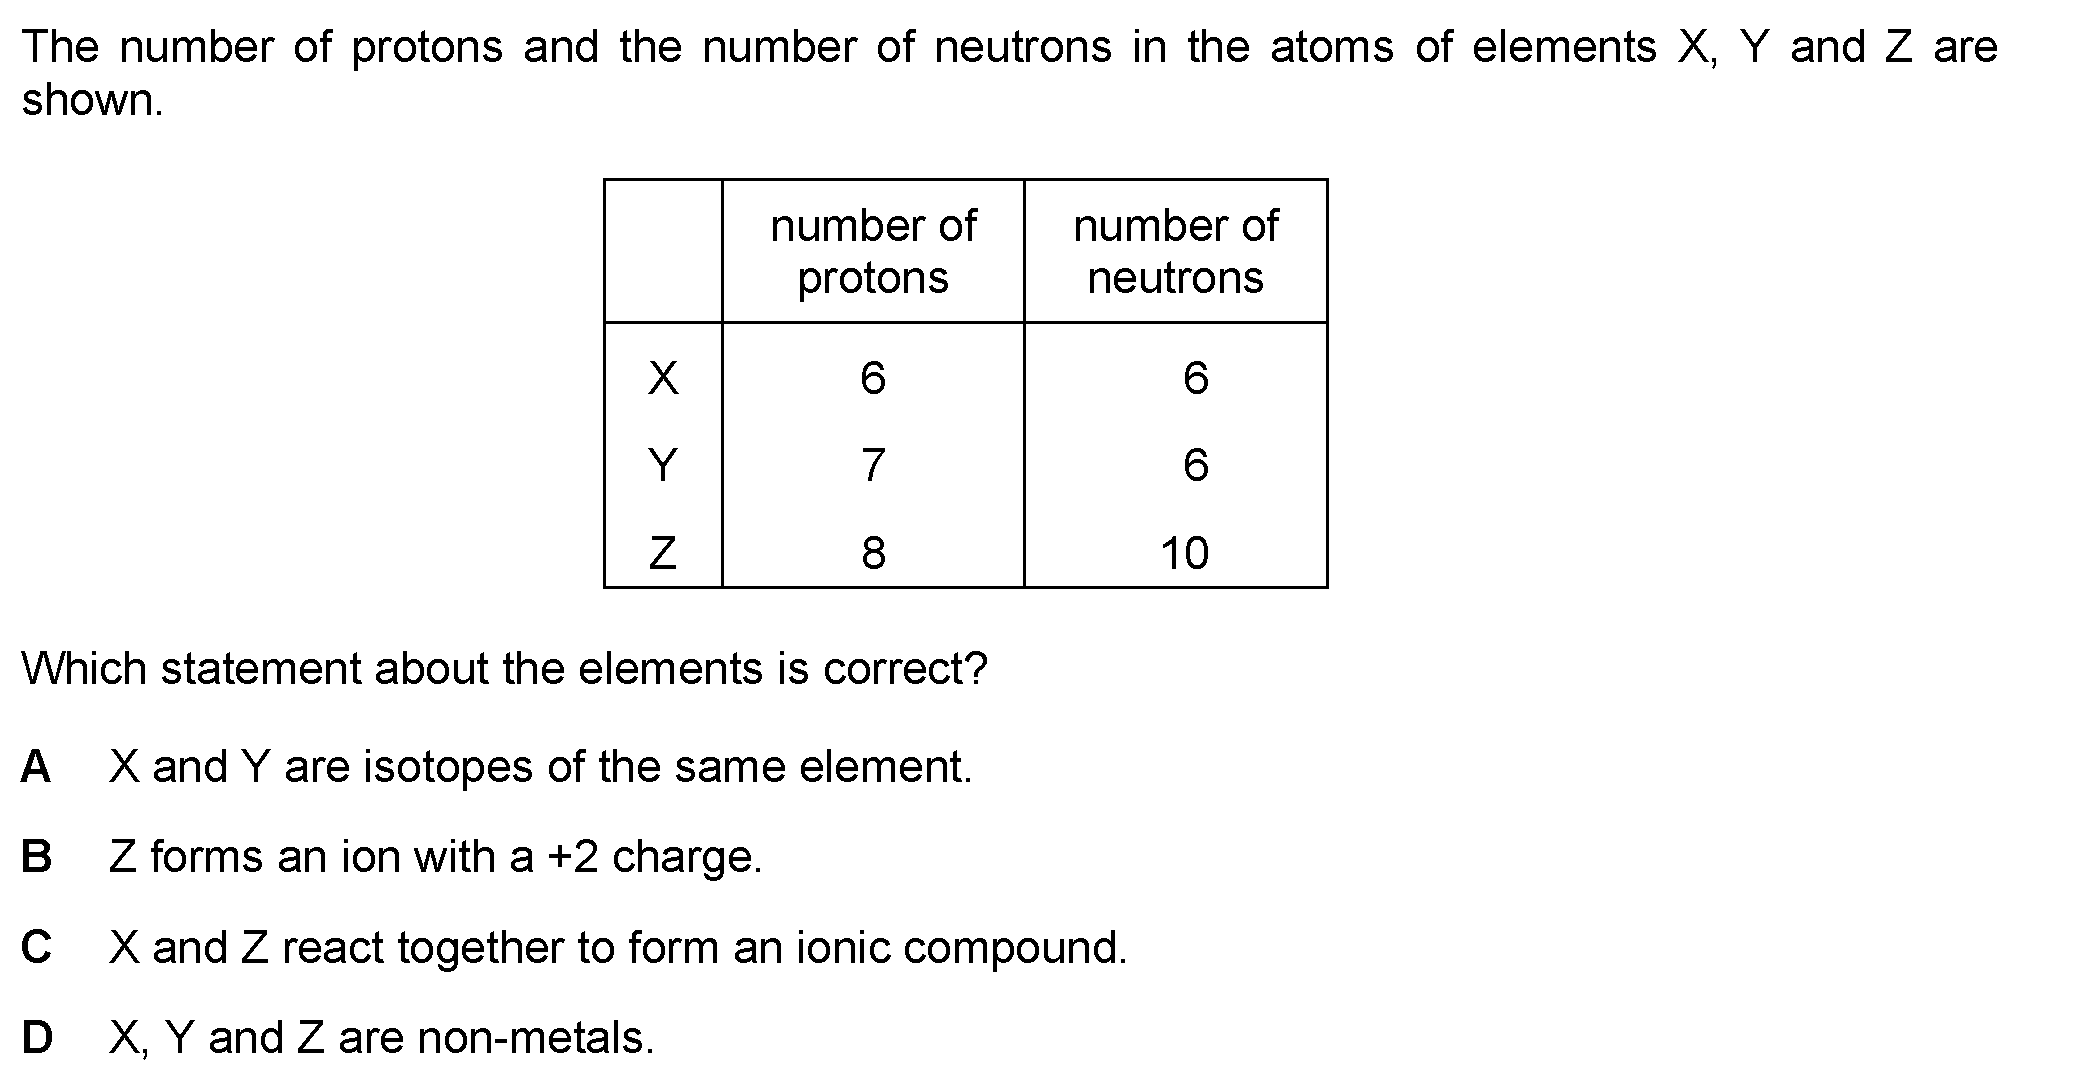 The number of protons and the number of neutrons in the atoms of elements X, Y and Z are
shown.
number of protons
number of neutrons
X 6 6
Y 7 6
Z 8 10
Which statement about the elements is correct?
A X and Y are isotopes of the same element.
B Z forms an ion with a +2 charge.
C X and Z react together to form an ionic compound.
D X, Y and Z are non-metals.